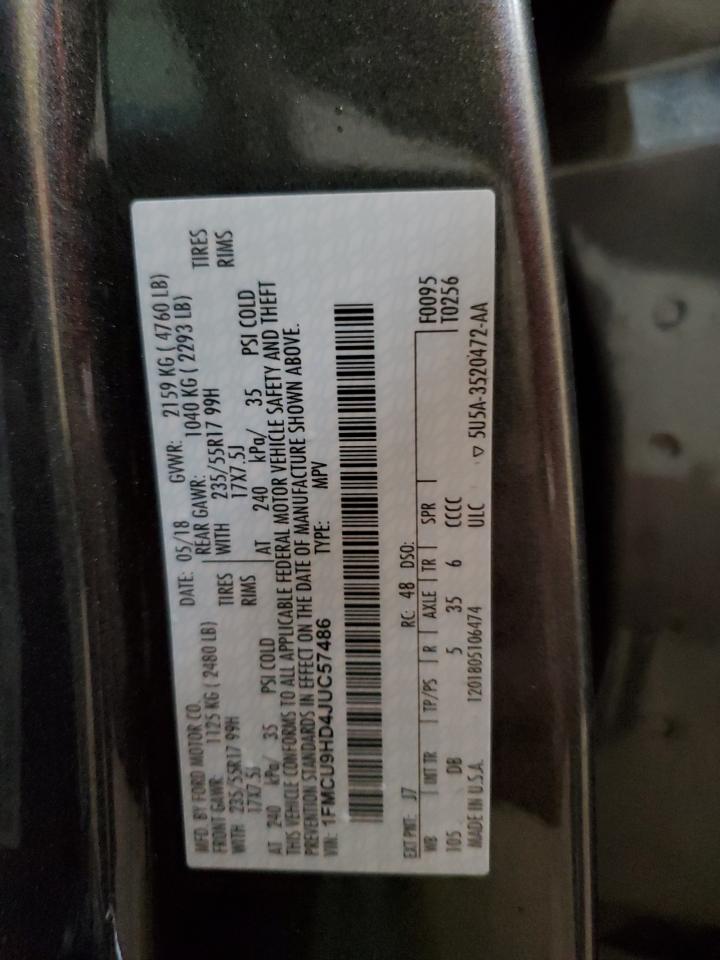 MFD. BY FORD MOTOR CO.
DATE: 05/18 GVWR: 2159 KG ( 4760 LB)
FRONT GAWR: 1125 KG ( 2480 LB)
REAR GAWR: 1040 KG ( 2293 LB)
WITH 235/55R17 99H TIRES
WITH 235/55R17 99H TIRES
17X7.5J RIMS
17X7.5J RIMS
AT 240 kPa/ 35 PSI COLD
AT 240 kPa/ 35 PSI COLD
THIS VEHICLE CONFORMS TO ALL APPLICABLE FEDERAL MOTOR VEHICLE SAFETY AND THEFT
PREVENTION STANDARDS IN EFFECT ON THE DATE OF MANUFACTURE SHOWN ABOVE.
VIN: 1FMCU9HD4JUC57486 TYPE: MPV
EXT PNT: J7 RC: 48 DSO: F0095
WB INT TR TP/PS R AXLE TR SPR T0256
105 DB 5 35 6 CCCC
MADE IN U.S.A. 1201805106474 ULC ▽ 5U5A-3520472-AA